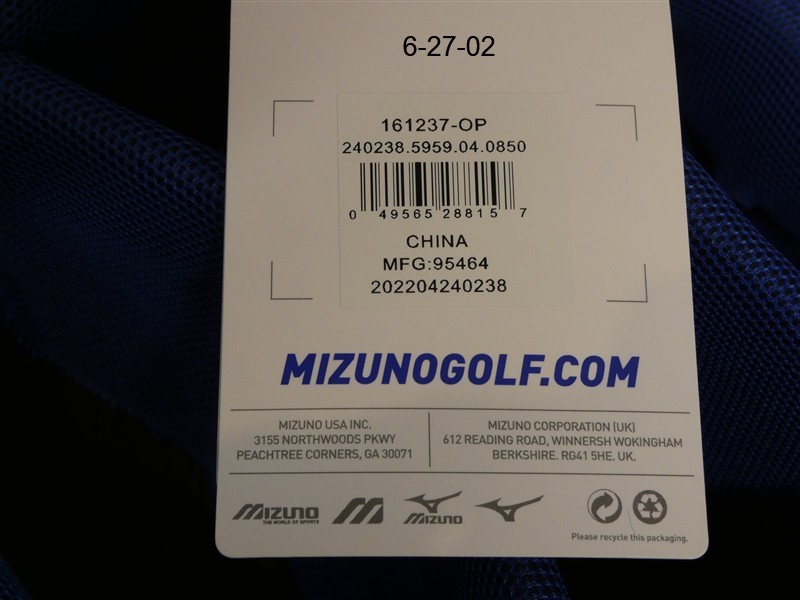 6-27-02
161237-OP
240238.5959.04.0850
0 49565 28815 7
CHINA
MFG:95464
202204240238
MIZUNOGOLF.COM
MIZUNO USA INC.
3155 NORTHWOODS PKWY
PEACHTREE CORNERS, GA 30071
MIZUNO CORPORATION (UK)
612 READING ROAD, WINNERSH WOKINGHAM
BERKSHIRE. RG41 5HE. UK.
MIZUNO
THE WORLD OF SPORTS
MIZUNO
Please recycle this packaging.